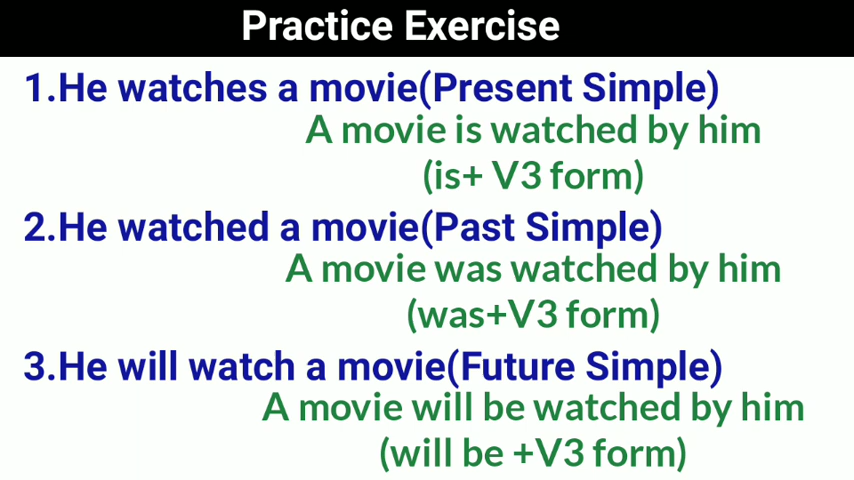 Practice Exercise
1.He watches a movie(Present Simple)
A movie is watched by him
(is+ V3 form)
2.He watched a movie(Past Simple)
A movie was watched by him
(was+V3 form)
3.He will watch a movie(Future Simple)
A movie will be watched by him
(will be +V3 form)